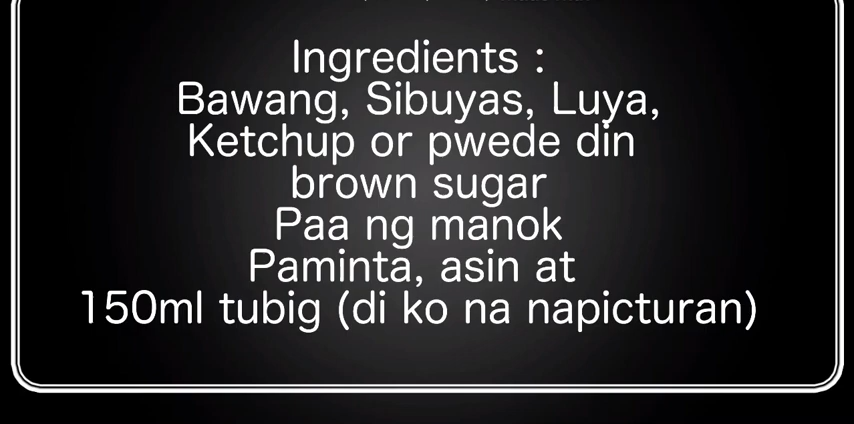 Ingredients :
Bawang, Sibuyas, Luya,
Ketchup or pwede din
brown sugar
Paa ng manok
Paminta, asin at
150ml tubig (di ko na napicturan)